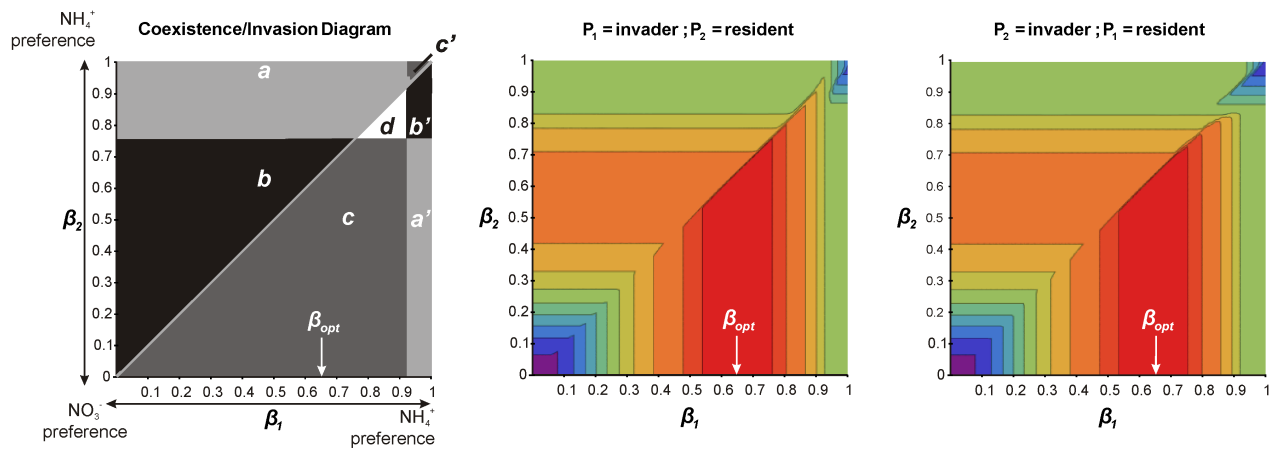 NH₄⁺
preference
Coexistence/Invasion Diagram
c’
a
d
b’
b
c
a’
βopt
β₂
1
0.9
0.8
0.7
0.6
0.5
0.4
0.3
0.2
0.1
0
0.1 0.2 0.3 0.4 0.5 0.6 0.7 0.8 0.9 1
NO₃⁻
preference
β₁
NH₄⁺
preference
P₁ = invader ; P₂ = resident
1
0.9
0.8
0.7
0.6
0.5
0.4
0.3
0.2
0.1
0
β₂
βopt
0.1 0.2 0.3 0.4 0.5 0.6 0.7 0.8 0.9 1
β₁
P₂ = invader ; P₁ = resident
1
0.9
0.8
0.7
0.6
0.5
0.4
0.3
0.2
0.1
0
β₂
βopt
0.1 0.2 0.3 0.4 0.5 0.6 0.7 0.8 0.9 1
β₁